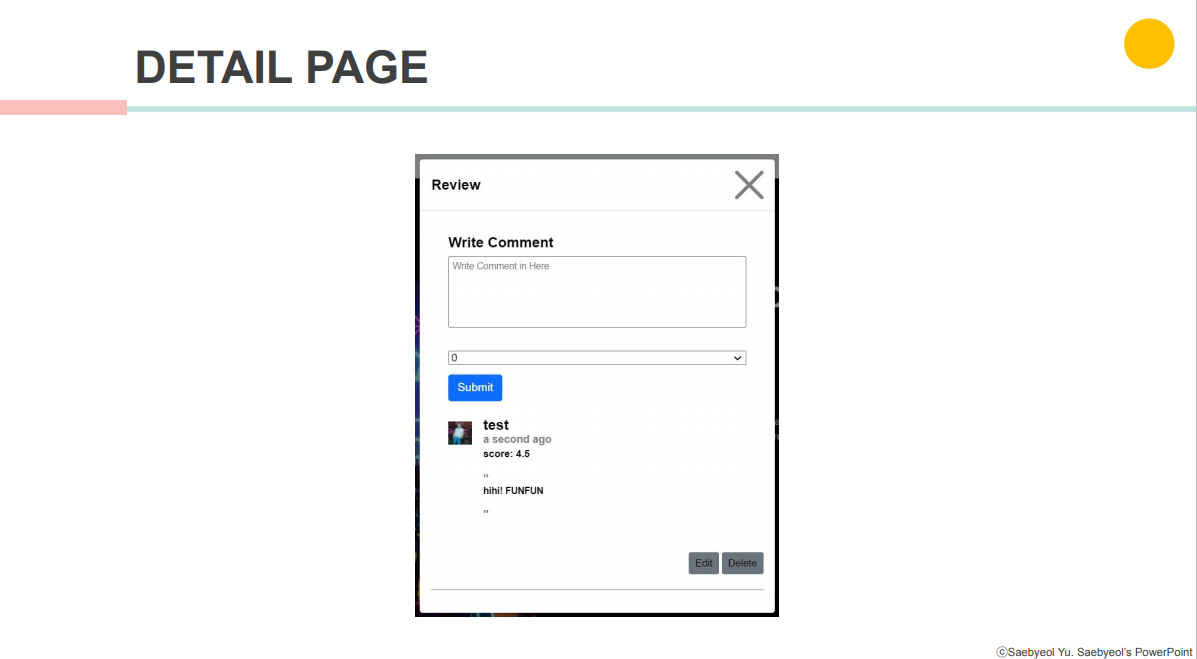 DETAIL PAGE
Review
Write Comment
Write Comment in Here
0
Submit
test
a second ago
score: 4.5
"
hihi! FUNFUN
"
Edit Delete
ⓒSaebyeol Yu. Saebyeol's PowerPoint